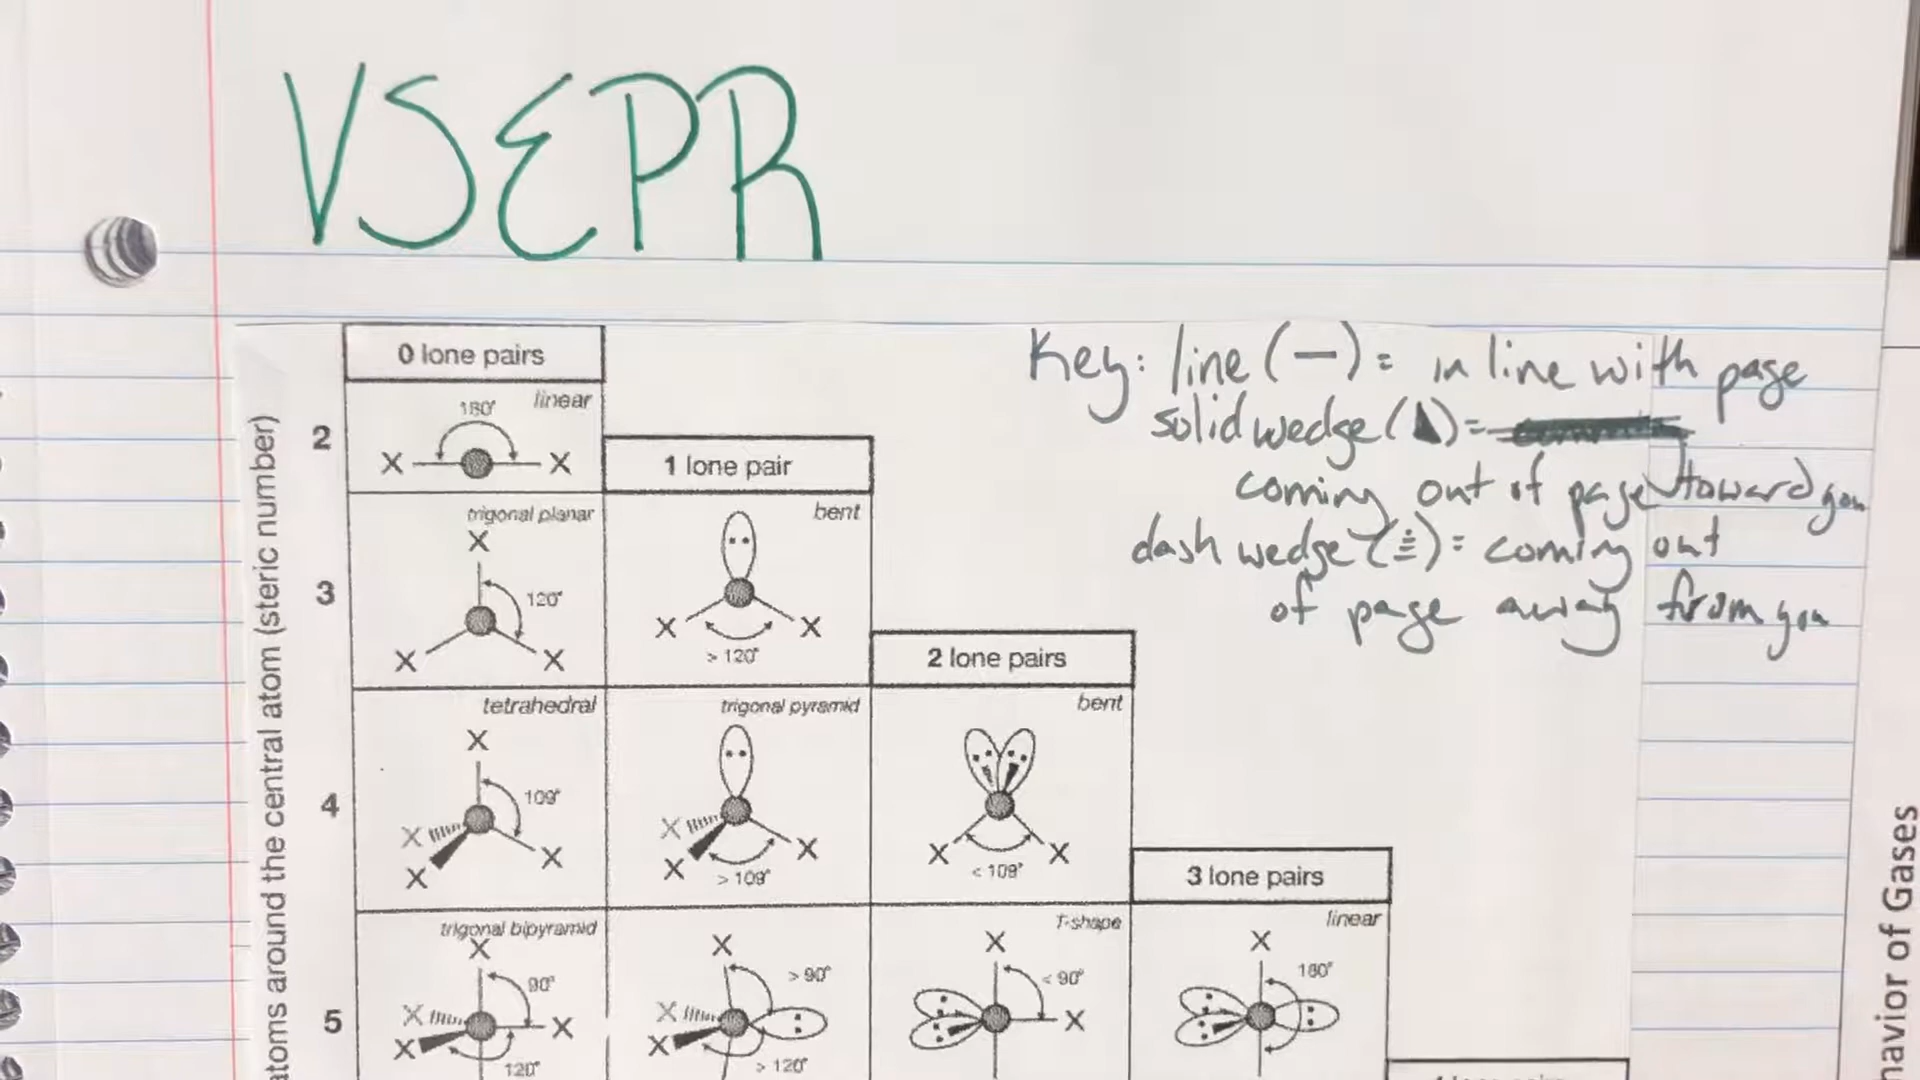 VSEPR
Key: line (—) = in line with page
solid wedge ( ) =
coming out of page toward you
dash wedge ( ) = coming out
of page away from you
0 lone pairs
2
linear
180°
X X
1 lone pair
3
trigonal planar
X
120°
X X
bent
X X
> 120°
2 lone pairs
4
tetrahedral
X
109°
X
X X
trigonal pyramid
X
X X
> 109°
bent
X X
< 109°
3 lone pairs
5
trigonal bipyramid
X
90°
X X
X
120°
X
> 90°
X
X
> 120°
T-shape
X
< 90°
X
linear
X
180°
atoms around the central atom (steric number)
navior of Gases